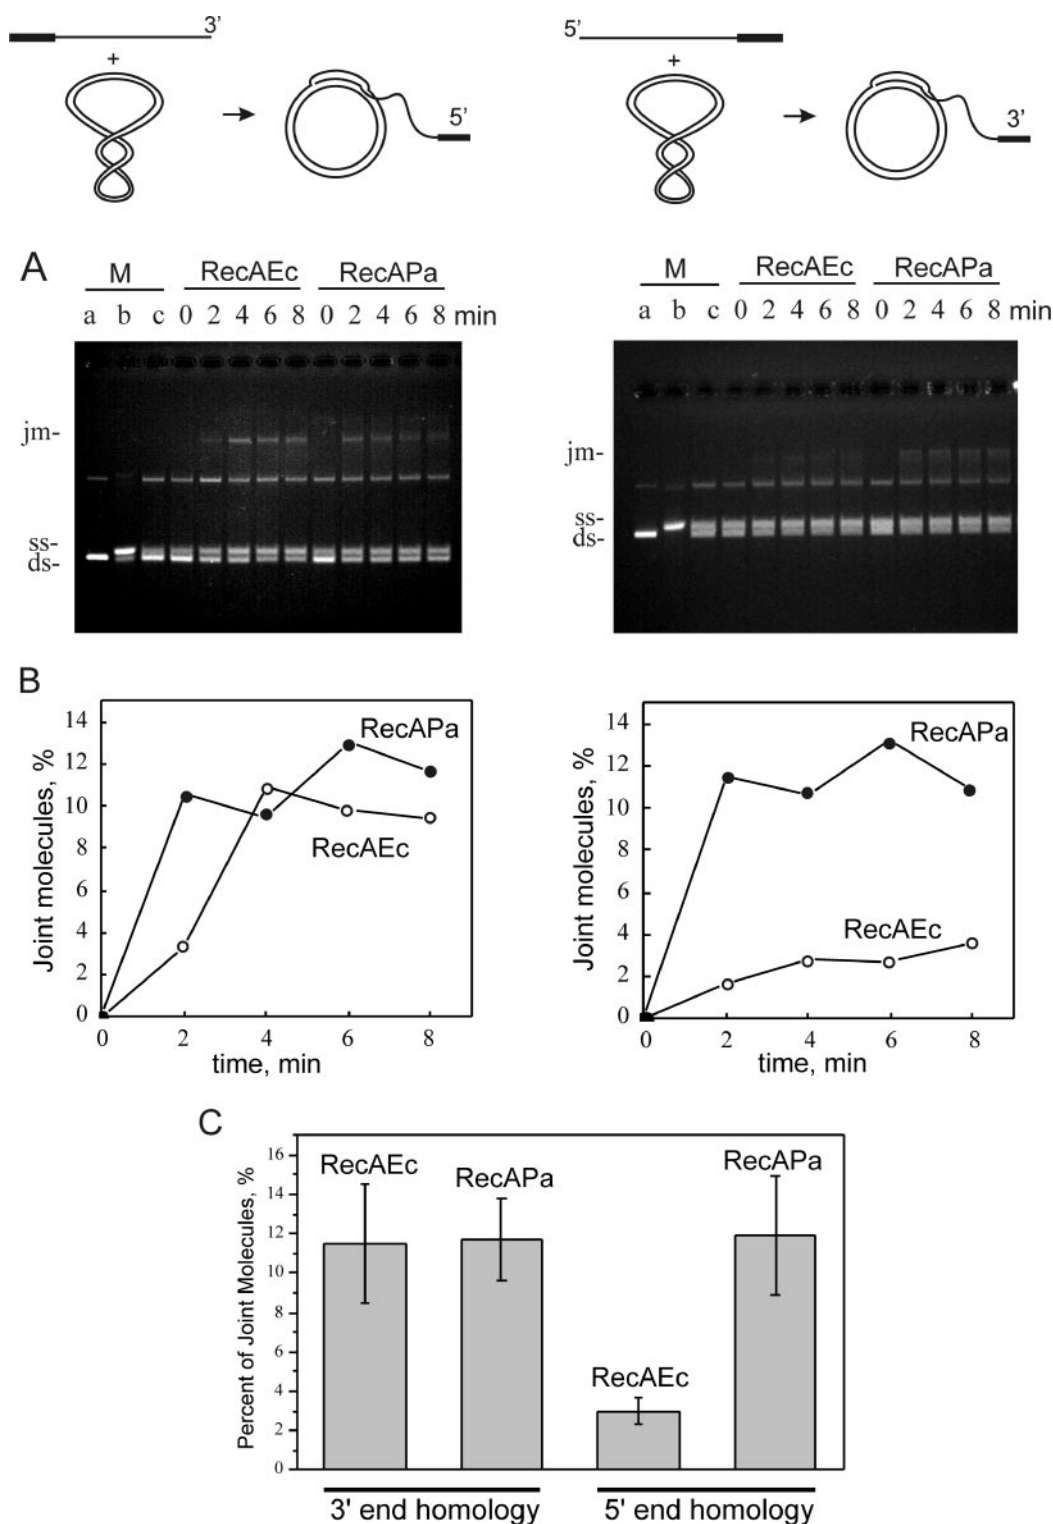 3’
+
5’
5’
+
3’
A
M RecAEc RecAPa
a b c 0 2 4 6 8 0 2 4 6 8 min
jm-
ss-
ds-
M RecAEc RecAPa
a b c 0 2 4 6 8 0 2 4 6 8 min
jm-
ss-
ds-
B
Joint molecules, %
14
12
10
8
6
4
2
0
RecAPa
RecAEc
0 2 4 6 8
time, min
Joint molecules, %
14
12
10
8
6
4
2
0
RecAPa
RecAEc
0 2 4 6 8
time, min
C
Percent of Joint Molecules, %
16
14
12
10
8
6
4
2
0
RecAEc
RecAPa
RecAEc
RecAPa
3' end homology
5' end homology